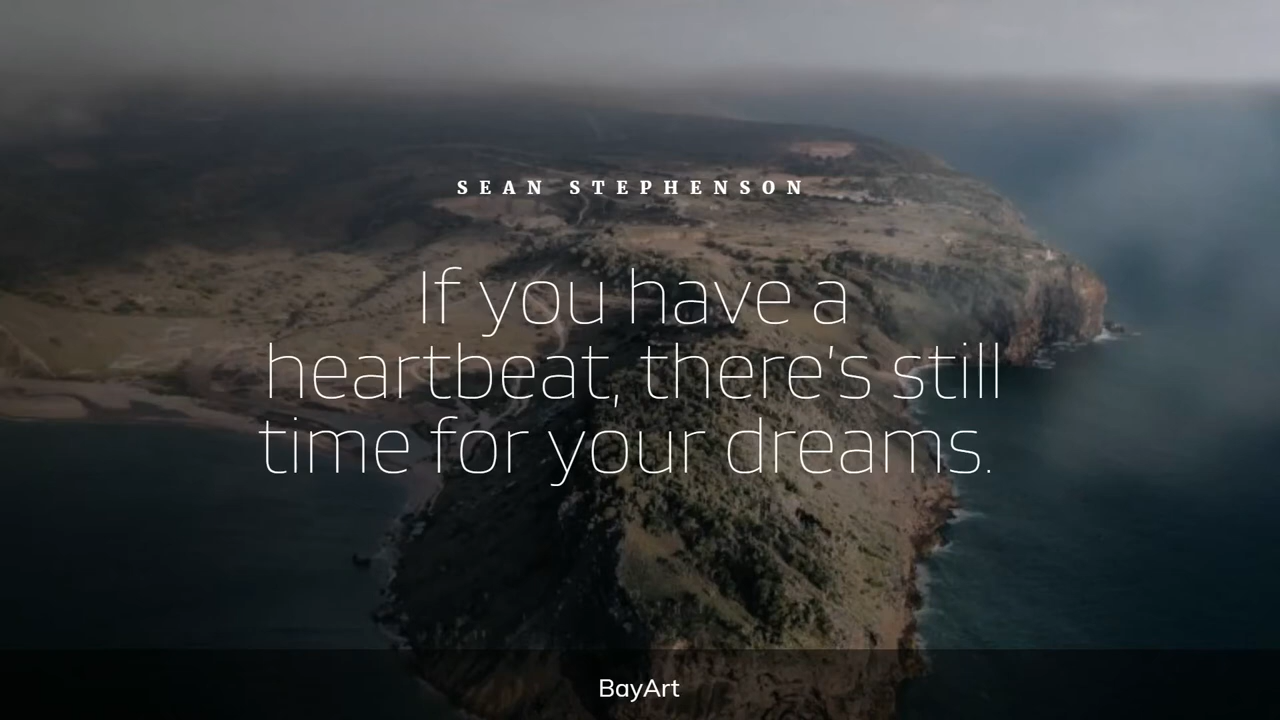 SEAN STEPHENSON
If you have a
heartbeat, there's still
time for your dreams.
BayArt